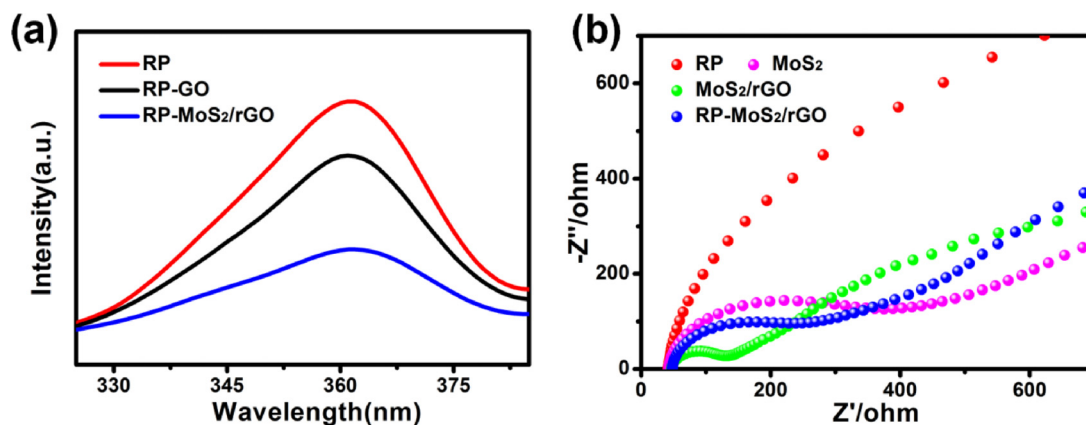 (a)
RP
RP-GO
RP-MoS₂/rGO
Intensity(a.u.)
330 345 360 375
Wavelength(nm)
(b)
RP MoS₂
MoS₂/rGO
RP-MoS₂/rGO
-Z''/ohm
600
400
200
0
0 200 400 600
Z'/ohm